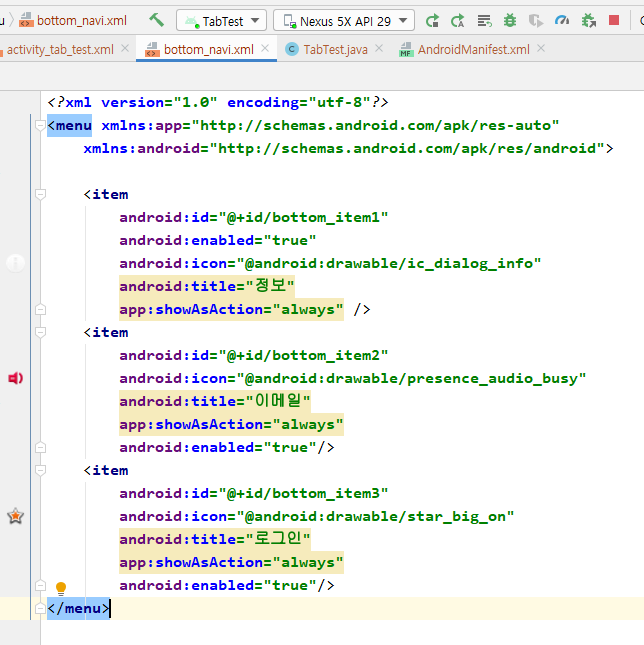 bottom_navi.xml TabTest Nexus 5X API 29
activity_tab_test.xml bottom_navi.xml TabTest.java AndroidManifest.xml
<?xml version="1.0" encoding="utf-8"?>
<menu xmlns:app="http://schemas.android.com/apk/res-auto"
    xmlns:android="http://schemas.android.com/apk/res/android">
    <item
        android:id="@+id/bottom_item1"
        android:enabled="true"
        android:icon="@android:drawable/ic_dialog_info"
        android:title="정보"
        app:showAsAction="always" />
    <item
        android:id="@+id/bottom_item2"
        android:icon="@android:drawable/presence_audio_busy"
        android:title="이메일"
        app:showAsAction="always"
        android:enabled="true"/>
    <item
        android:id="@+id/bottom_item3"
        android:icon="@android:drawable/star_big_on"
        android:title="로그인"
        app:showAsAction="always"
        android:enabled="true"/>
</menu>